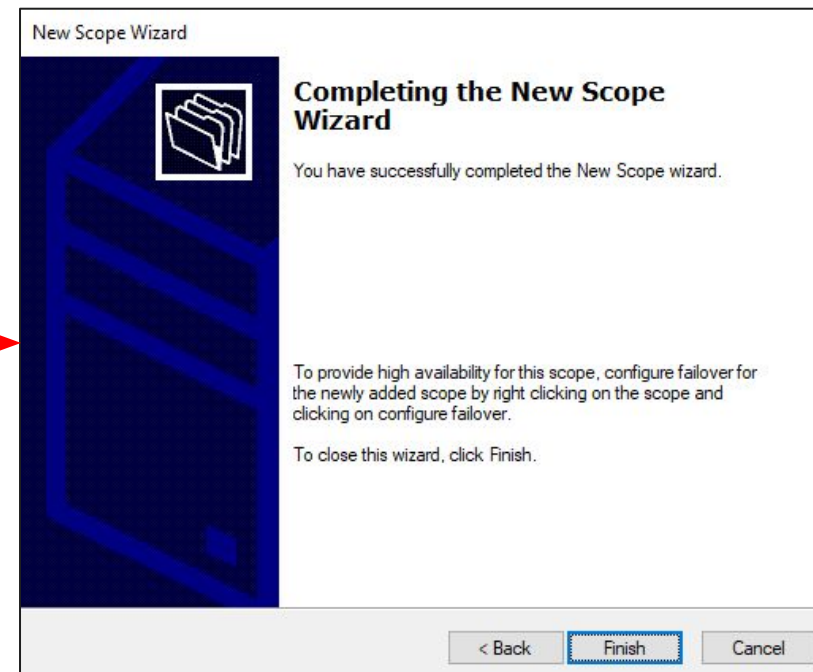 New Scope Wizard
Completing the New Scope
Wizard
You have successfully completed the New Scope wizard.
To provide high availability for this scope, configure failover for
the newly added scope by right clicking on the scope and
clicking on configure failover.
To close this wizard, click Finish.
< Back
Finish
Cancel